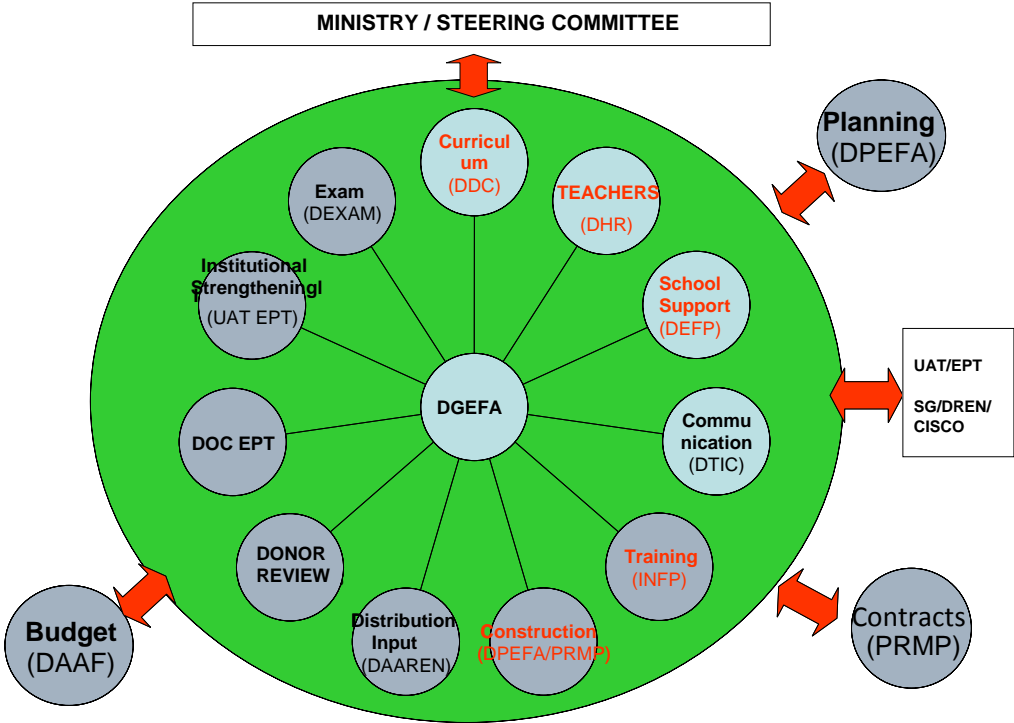 MINISTRY / STEERING COMMITTEE
Planning
(DPEFA)
Curricul
um
(DDC)
Exam
(DEXAM)
TEACHERS
(DHR)
Institutional
StrengtheningI
(UAT EPT)
School
Support
(DEFP)
UAT/EPT
SG/DREN/
CISCO
DGEFA
DOC EPT
Commu
nication
(DTIC)
DONOR
REVIEW
Training
(INFP)
Distribution
Input
(DAAREN)
Construction
(DPEFA/PRMP)
Budget
(DAAF)
Contracts
(PRMP)